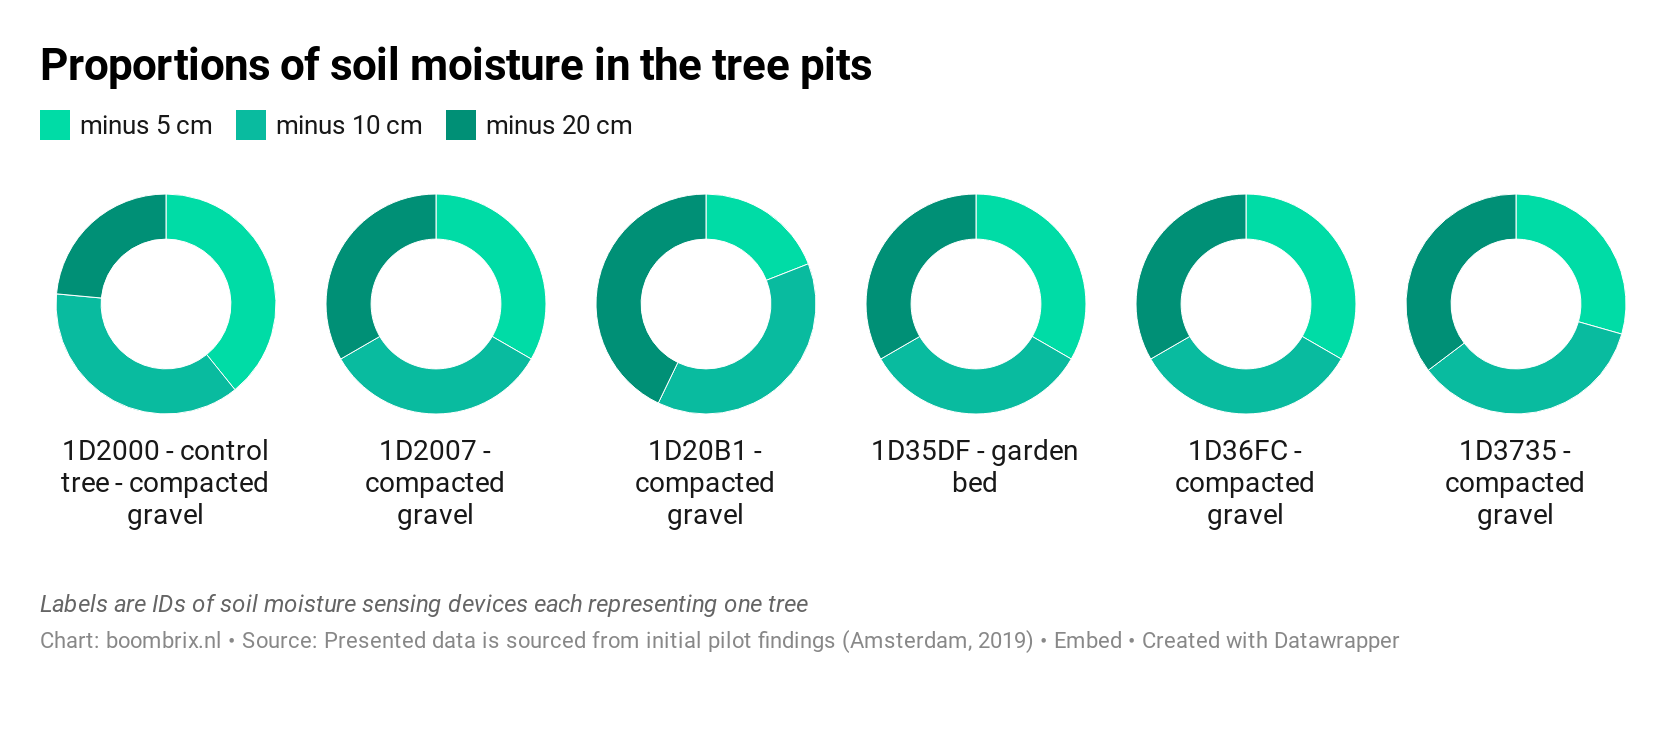 Proportions of soil moisture in the tree pits
minus 5 cm minus 10 cm minus 20 cm
1D2000 - control
tree - compacted
gravel
1D2007 -
compacted
gravel
1D20B1 -
compacted
gravel
1D35DF - garden
bed
1D36FC -
compacted
gravel
1D3735 -
compacted
gravel
Labels are IDs of soil moisture sensing devices each representing one tree
Chart: boombrix.nl • Source: Presented data is sourced from initial pilot findings (Amsterdam, 2019) • Embed • Created with Datawrapper